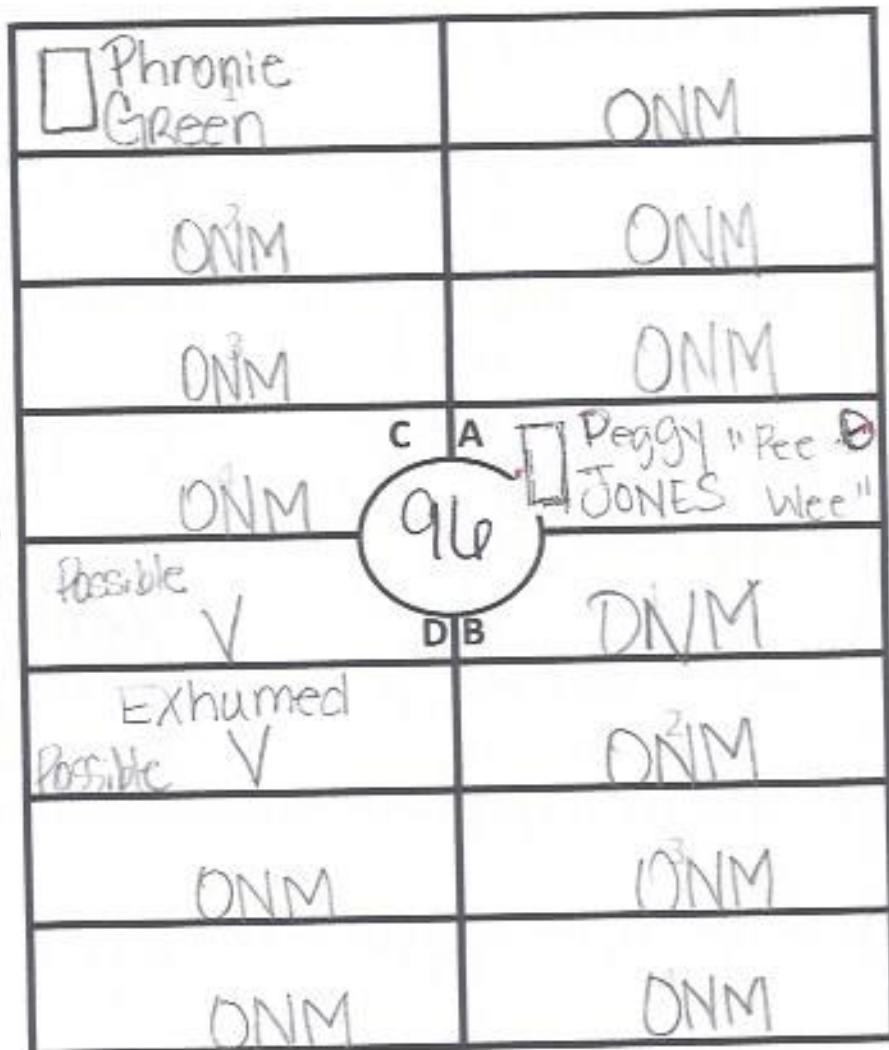 Phronie
Green
ONM
ONM
ONM
ONM
ONM
ONM
C A
Peggy "Pee
JONES Wee"
96
Possible
V
D B
DNM
Exhumed
Possible V
ONM
ONM
ONM
ONM
ONM